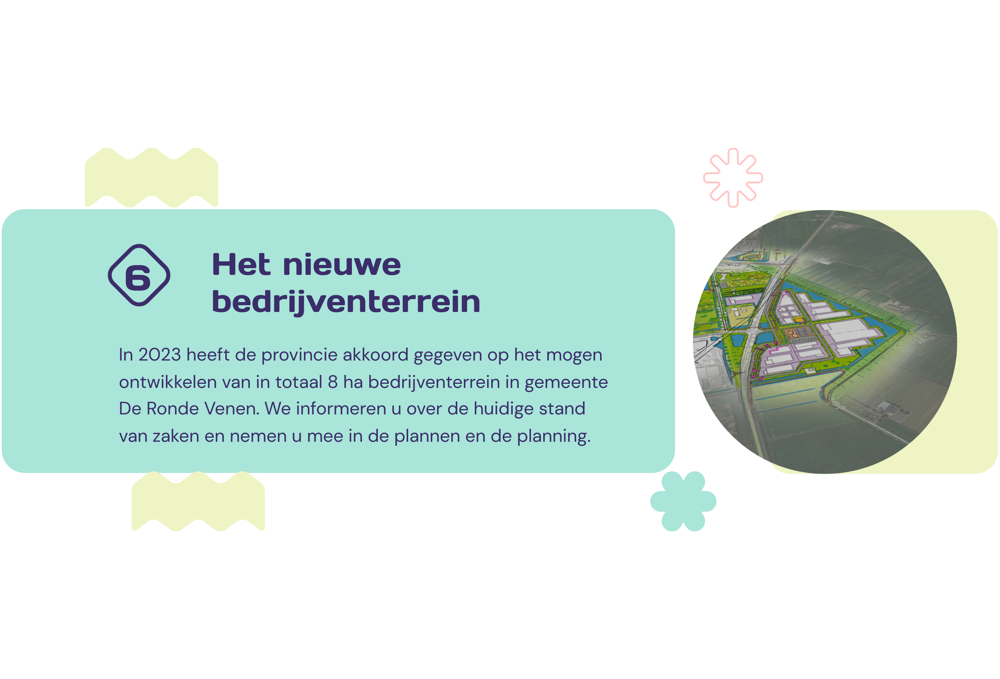 6
Het nieuwe
bedrijventerrein
In 2023 heeft de provincie akkoord gegeven op het mogen
ontwikkelen van in totaal 8 ha bedrijventerrein in gemeente
De Ronde Venen. We informeren u over de huidige stand
van zaken en nemen u mee in de plannen en de planning.